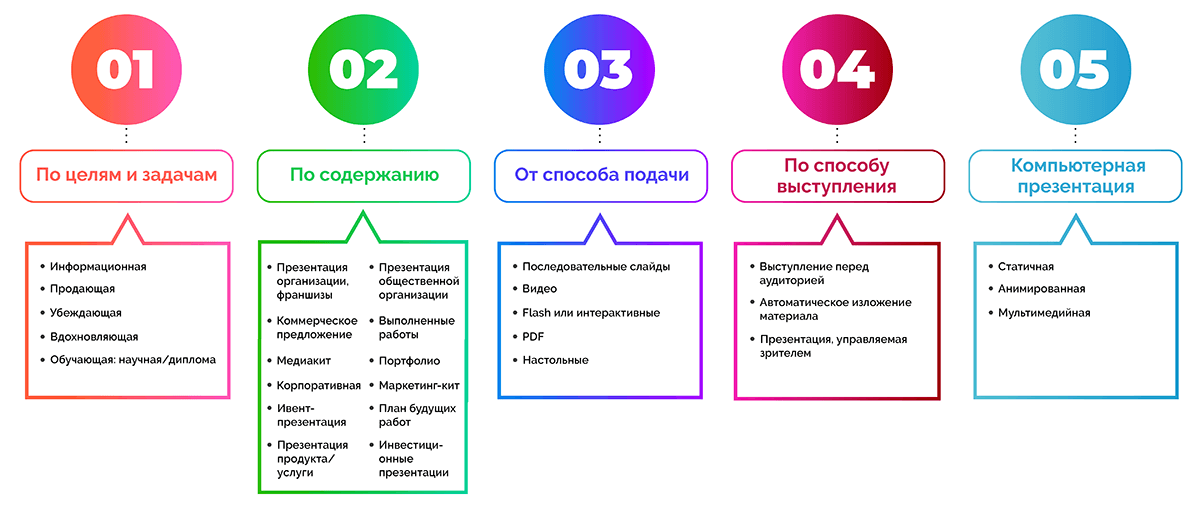 01
По целям и задачам
• Информационная
• Продающая
• Убеждающая
• Вдохновляющая
• Обучающая: научная/диплома
02
По содержанию
• Презентация
организации,
франшизы
• Коммерческое
предложение
• Медиакит
• Корпоративная
• Ивент-
презентация
• Презентация
продукта/
услуги
• Презентация
общественной
организации
• Выполненные
работы
• Портфолио
• Маркетинг-кит
• План будущих
работ
• Инвестици-
онные
презентации
03
От способа подачи
• Последовательные слайды
• Видео
• Flash или интерактивные
• PDF
• Настольные
04
По способу
выступления
• Выступление перед
аудиторией
• Автоматическое изложение
материала
• Презентация, управляемая
зрителем
05
Компьютерная
презентация
• Статичная
• Анимированная
• Мультимедийная